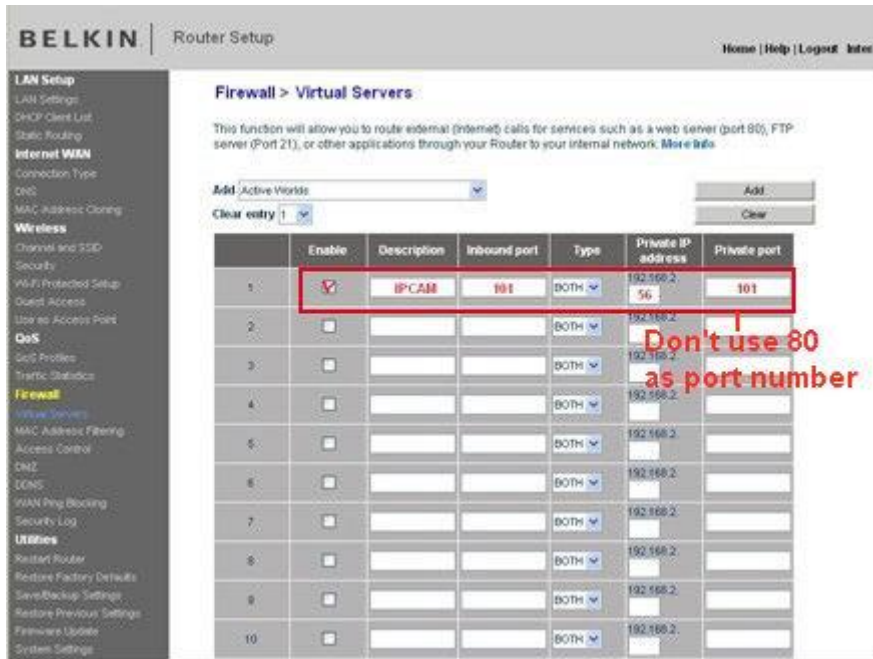 BELKIN
Router Setup
Home | Help | Logout Inter
LAN Setup
LAN Settings
DHCP Client List
Static Routing
Internet WAN
Connection Type
DNS
MAC Address Cloning
Wireless
Channel and SSID
Security
Wi-Fi Protected Setup
Guest Access
Use as Access Point
QoS
QoS Profiles
Traffic Statistics
Firewall
Virtual Servers
MAC Address Filtering
Access Control
DMZ
DDNS
WAN Ping Blocking
Security Log
Utilities
Restart Router
Restore Factory Defaults
Save/Backup Settings
Restore Previous Settings
Firmware Update
System Settings
Firewall > Virtual Servers
This function will allow you to route external (Internet) calls for services such as a web server (port 80), FTP
server (Port 21), or other applications through your Router to your internal network. More Info
Add Active Worlds Add
Clear entry 1 Clear
Enable Description Inbound port Type Private IP address Private port
1 IPCAM 101 BOTH 192.168.2. 56 101
2 BOTH 192.168.2.
Don't use 80
as port number
3 BOTH 192.168.2.
4 BOTH 192.168.2.
5 BOTH 192.168.2.
6 BOTH 192.168.2.
7 BOTH 192.168.2.
8 BOTH 192.168.2.
9 BOTH 192.168.2.
10 BOTH 192.168.2.